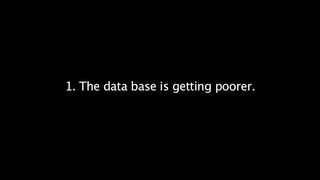 1. The data base is getting poorer.